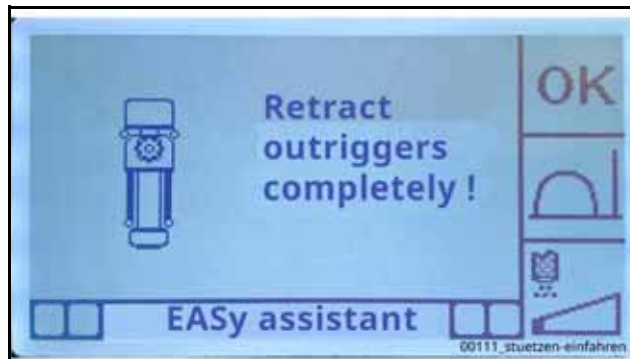 Retract
outriggers
completely !
OK
EASy assistant
00111_stuetzen-einfahren